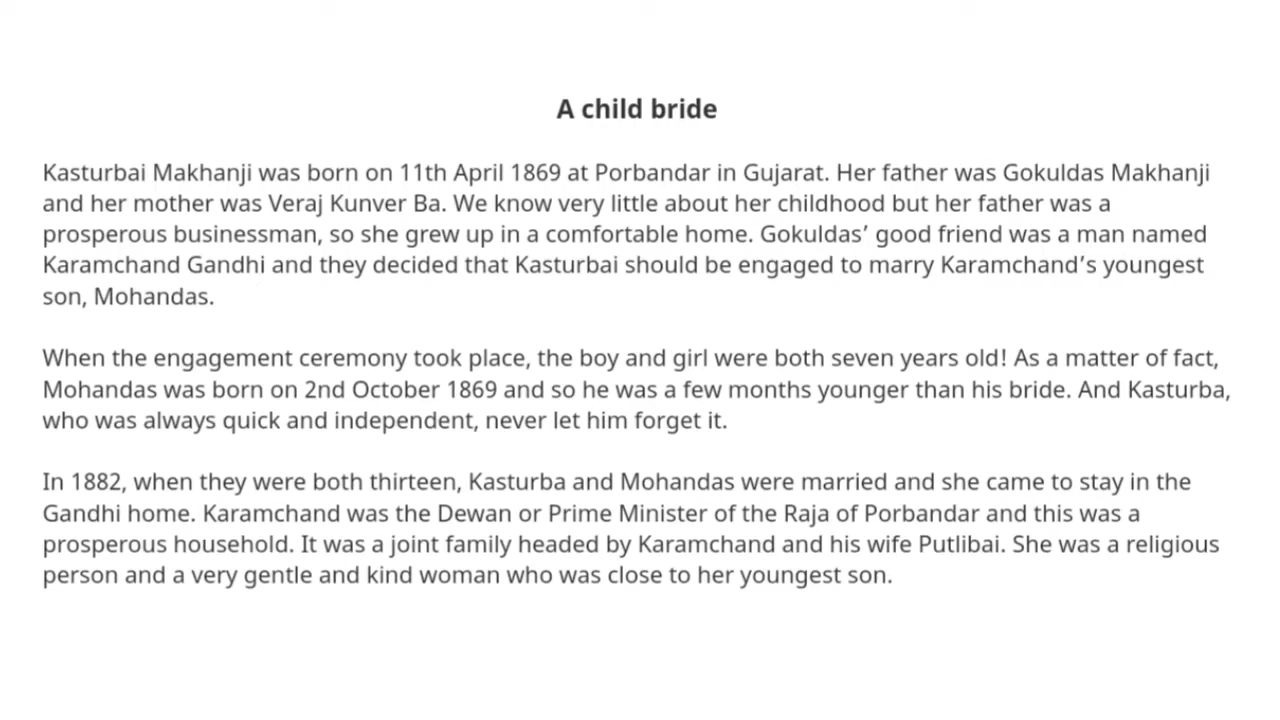 A child bride
Kasturbai Makhanji was born on 11th April 1869 at Porbandar in Gujarat. Her father was Gokuldas Makhanji
and her mother was Veraj Kunver Ba. We know very little about her childhood but her father was a
prosperous businessman, so she grew up in a comfortable home. Gokuldas’ good friend was a man named
Karamchand Gandhi and they decided that Kasturbai should be engaged to marry Karamchand’s youngest
son, Mohandas.
When the engagement ceremony took place, the boy and girl were both seven years old! As a matter of fact,
Mohandas was born on 2nd October 1869 and so he was a few months younger than his bride. And Kasturba,
who was always quick and independent, never let him forget it.
In 1882, when they were both thirteen, Kasturba and Mohandas were married and she came to stay in the
Gandhi home. Karamchand was the Dewan or Prime Minister of the Raja of Porbandar and this was a
prosperous household. It was a joint family headed by Karamchand and his wife Putlibai. She was a religious
person and a very gentle and kind woman who was close to her youngest son.